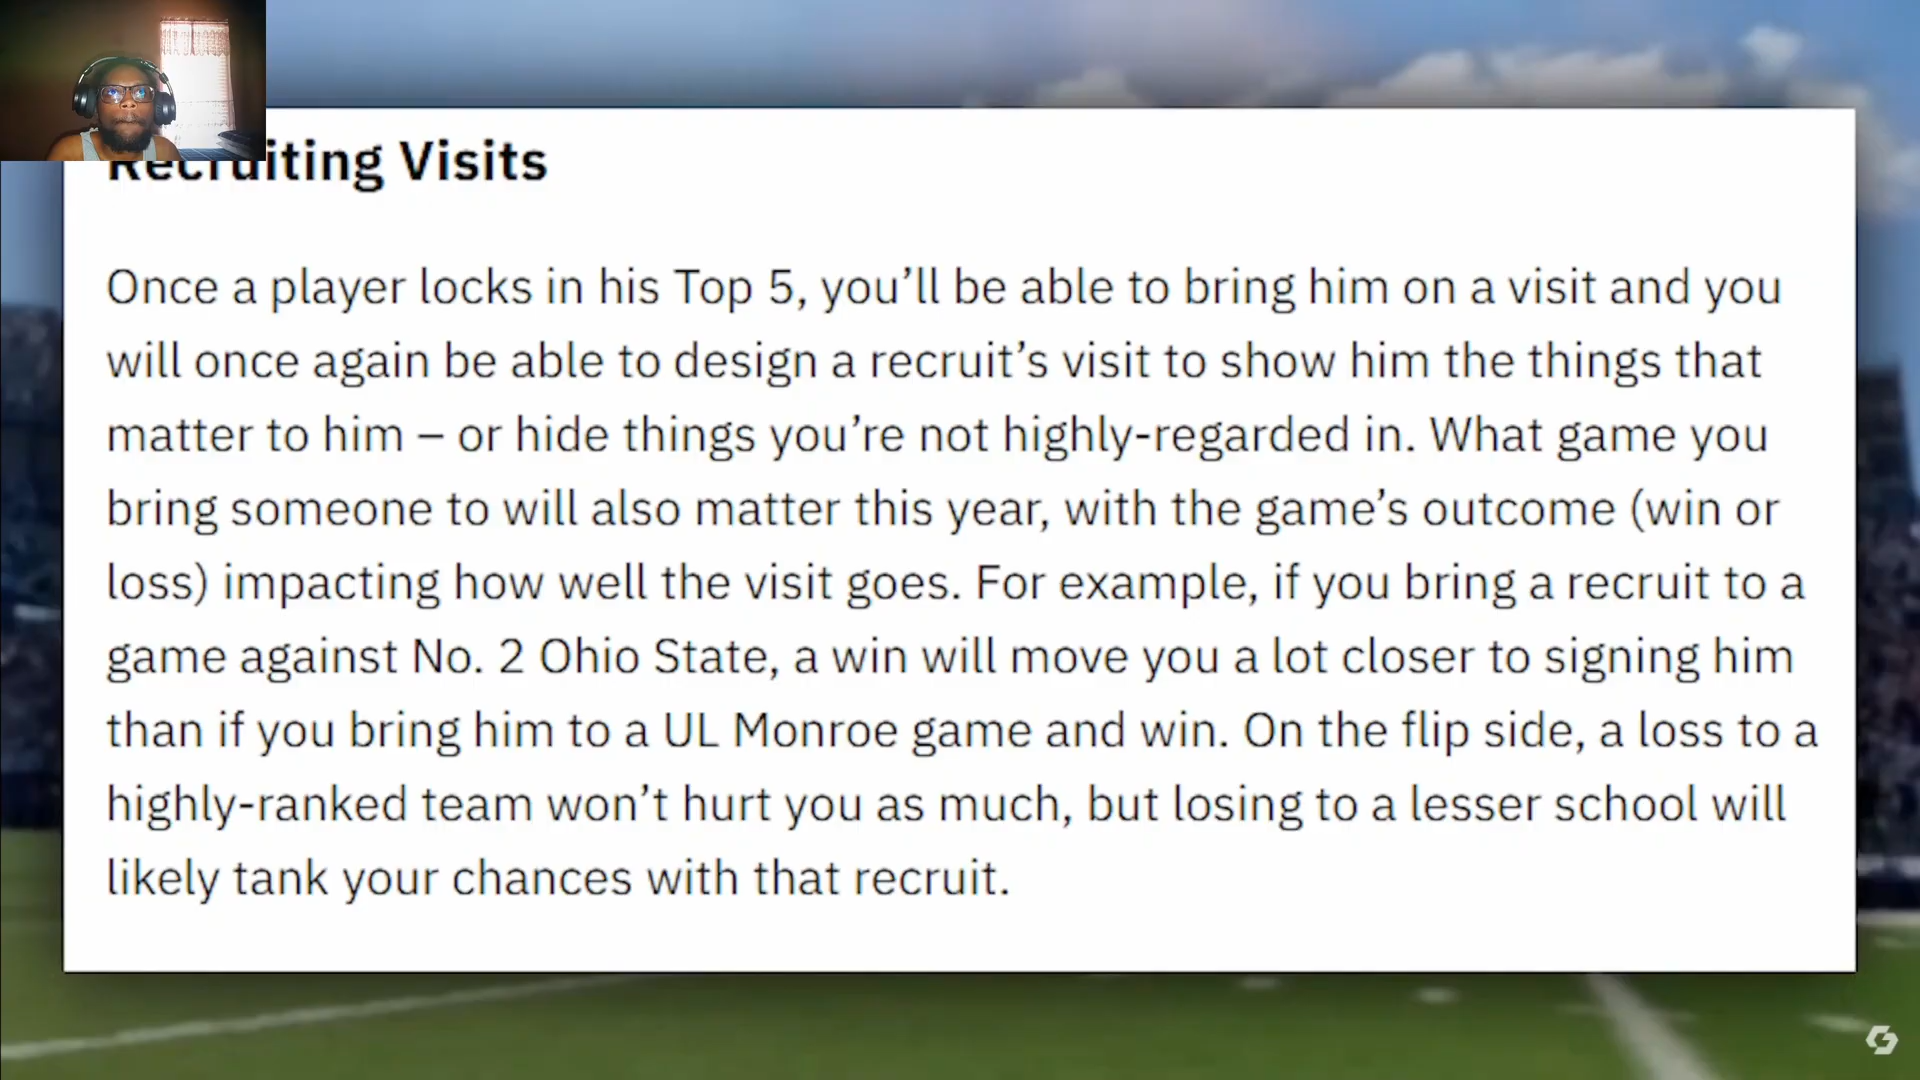 Recruiting Visits
Once a player locks in his Top 5, you’ll be able to bring him on a visit and you
will once again be able to design a recruit’s visit to show him the things that
matter to him – or hide things you’re not highly-regarded in. What game you
bring someone to will also matter this year, with the game’s outcome (win or
loss) impacting how well the visit goes. For example, if you bring a recruit to a
game against No. 2 Ohio State, a win will move you a lot closer to signing him
than if you bring him to a UL Monroe game and win. On the flip side, a loss to a
highly-ranked team won’t hurt you as much, but losing to a lesser school will
likely tank your chances with that recruit.